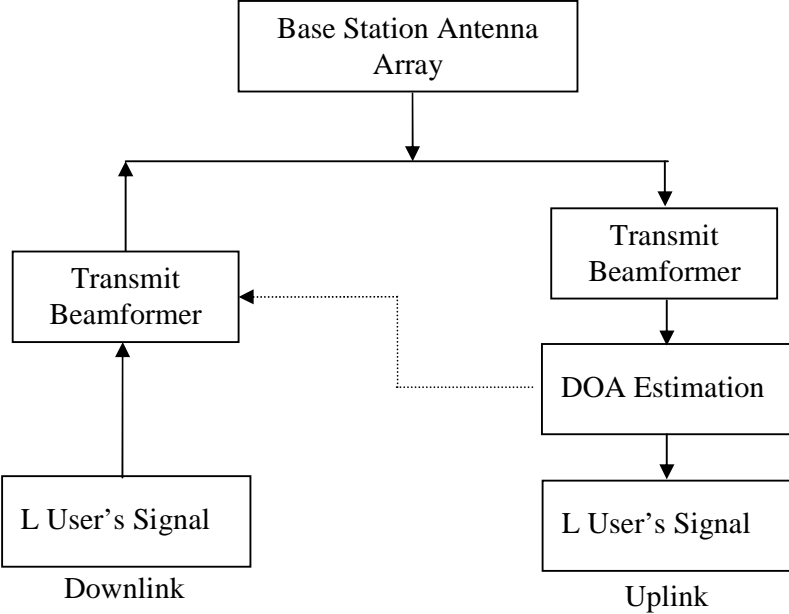 Base Station Antenna
Array
Transmit
Beamformer
Transmit
Beamformer
DOA Estimation
L User’s Signal
L User’s Signal
Downlink
Uplink